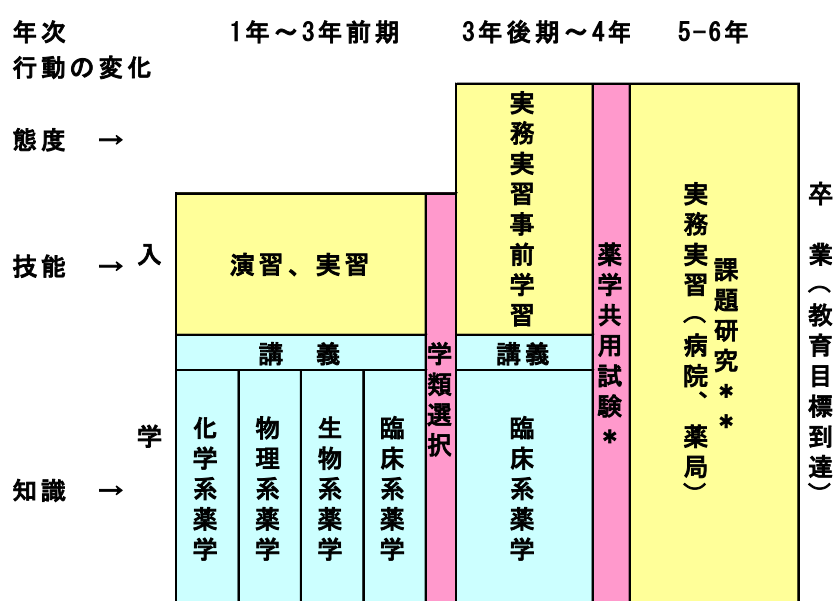 年次
1年～3年前期
3年後期～4年
5-6年
行動の変化
態度 →
技能 →
知識 →
入学
演習、実習
講義
化学系薬学
物理系薬学
生物系薬学
臨床系薬学
学類選択
実務実習事前学習
講義
臨床系薬学
薬学共用試験*
実務実習（病院、薬局）
課題研究**
卒業（教育目標到達）